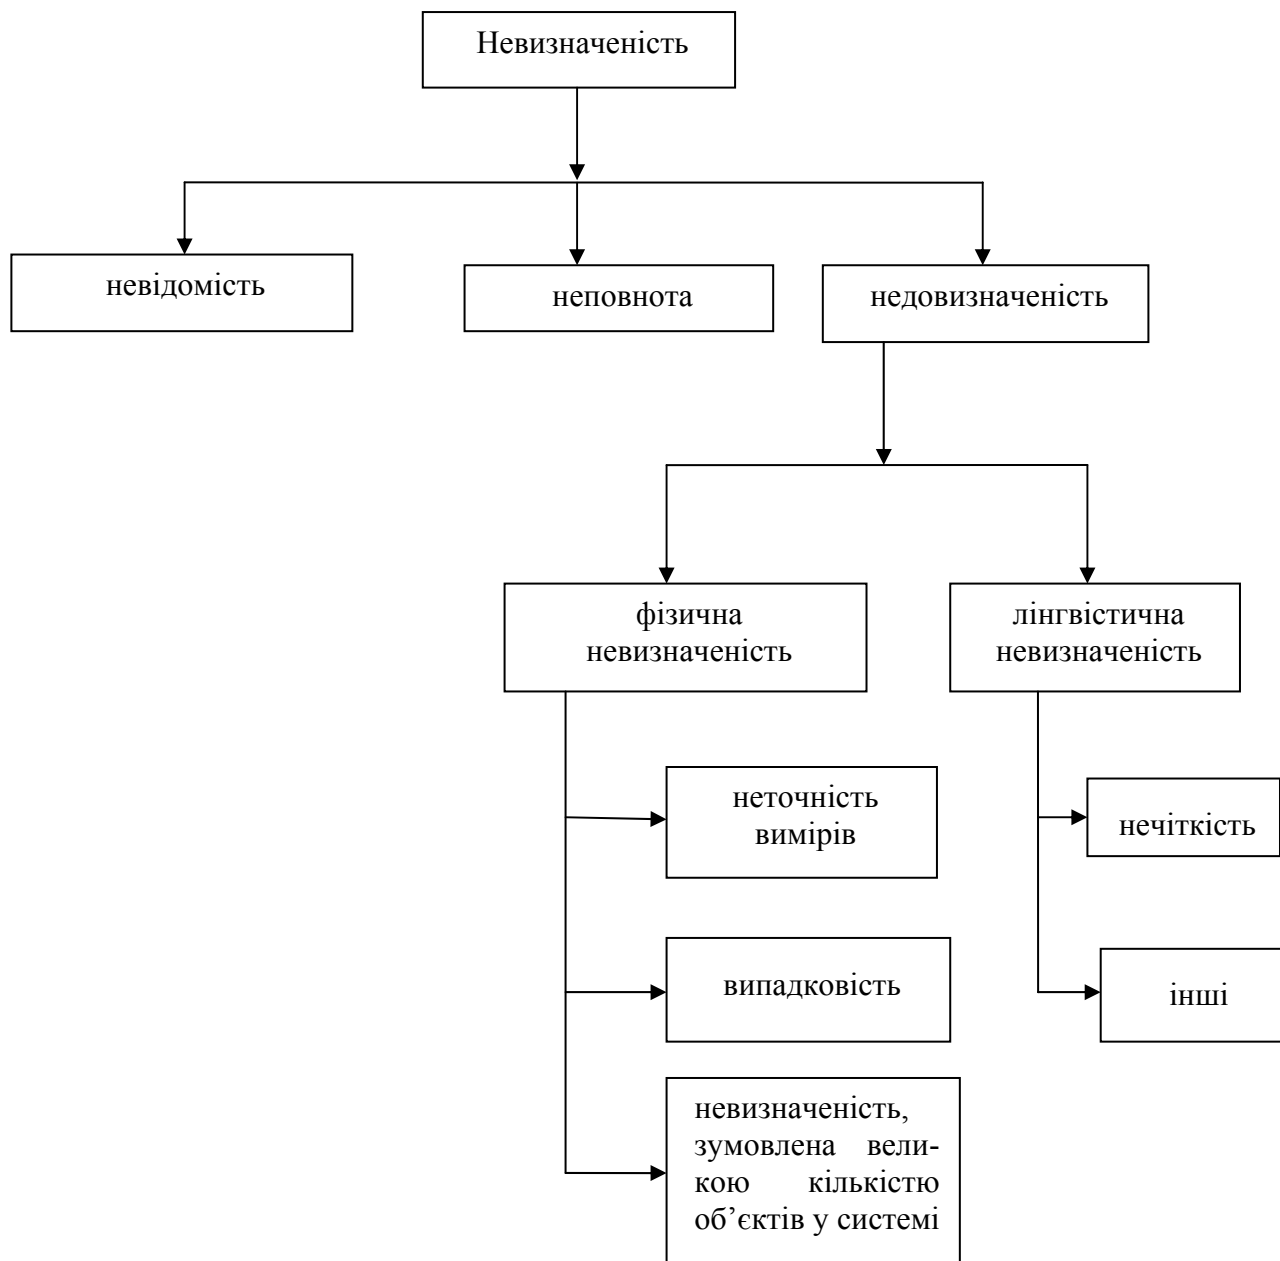 Невизначеність
невідомість
неповнота
недовизначеність
фізична
невизначеність
лінгвістична
невизначеність
неточність
вимірів
нечіткість
випадковість
інші
невизначеність,
зумовлена вели-
кою кількістю
об’єктів у системі